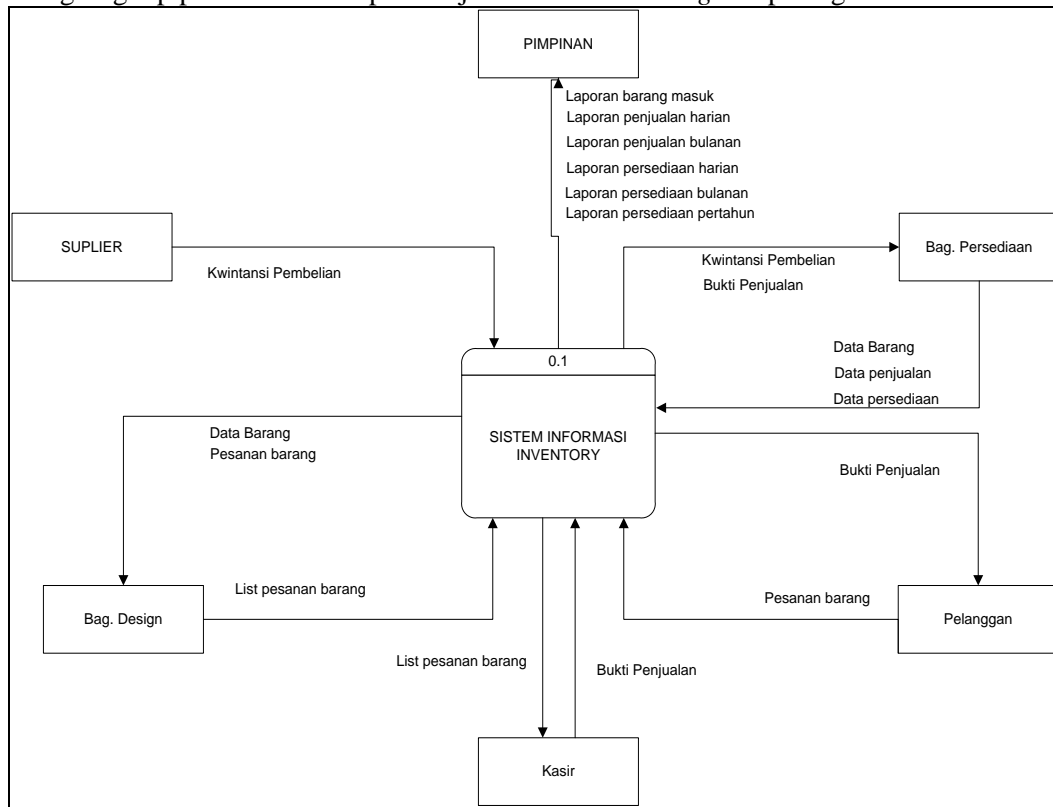 PIMPINAN
Laporan barang masuk
Laporan penjualan harian
Laporan penjualan bulanan
Laporan persediaan harian
Laporan persediaan bulanan
Laporan persediaan pertahun
SUPLIER
Kwintansi Pembelian
Bag. Persediaan
Kwintansi Pembelian
Bukti Penjualan
Data Barang
Data penjualan
Data persediaan
0.1
SISTEM INFORMASI
INVENTORY
Data Barang
Pesanan barang
Bukti Penjualan
Bag. Design
List pesanan barang
Pesanan barang
Pelanggan
List pesanan barang
Bukti Penjualan
Kasir